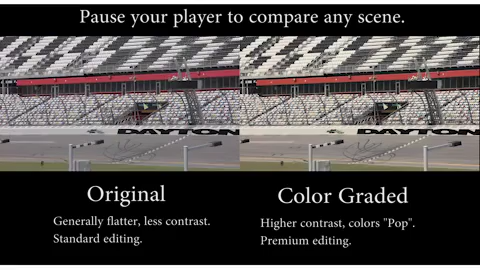 Pause your player to compare any scene.
DAYTON
DAYTON
Original
Generally flatter, less contrast.
Standard editing.
Color Graded
Higher contrast, colors "Pop".
Premium editing.